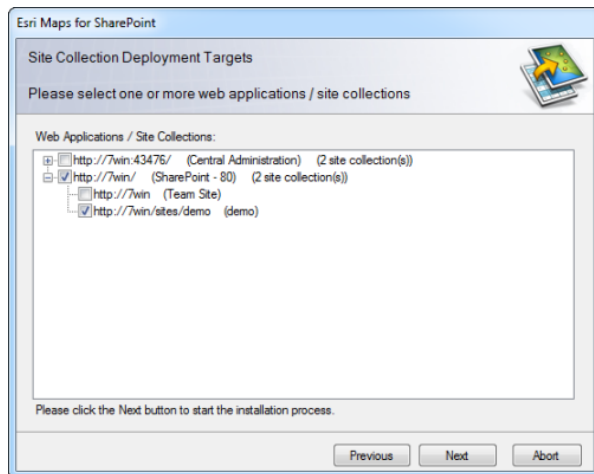 Esri Maps for SharePoint
Site Collection Deployment Targets
Please select one or more web applications / site collections
Web Applications / Site Collections:
http://7win:43476/ (Central Administration) (2 site collection(s))
http://7win/ (SharePoint - 80) (2 site collection(s))
http://7win (Team Site)
http://7win/sites/demo (demo)
Please click the Next button to start the installation process.
Previous Next Abort